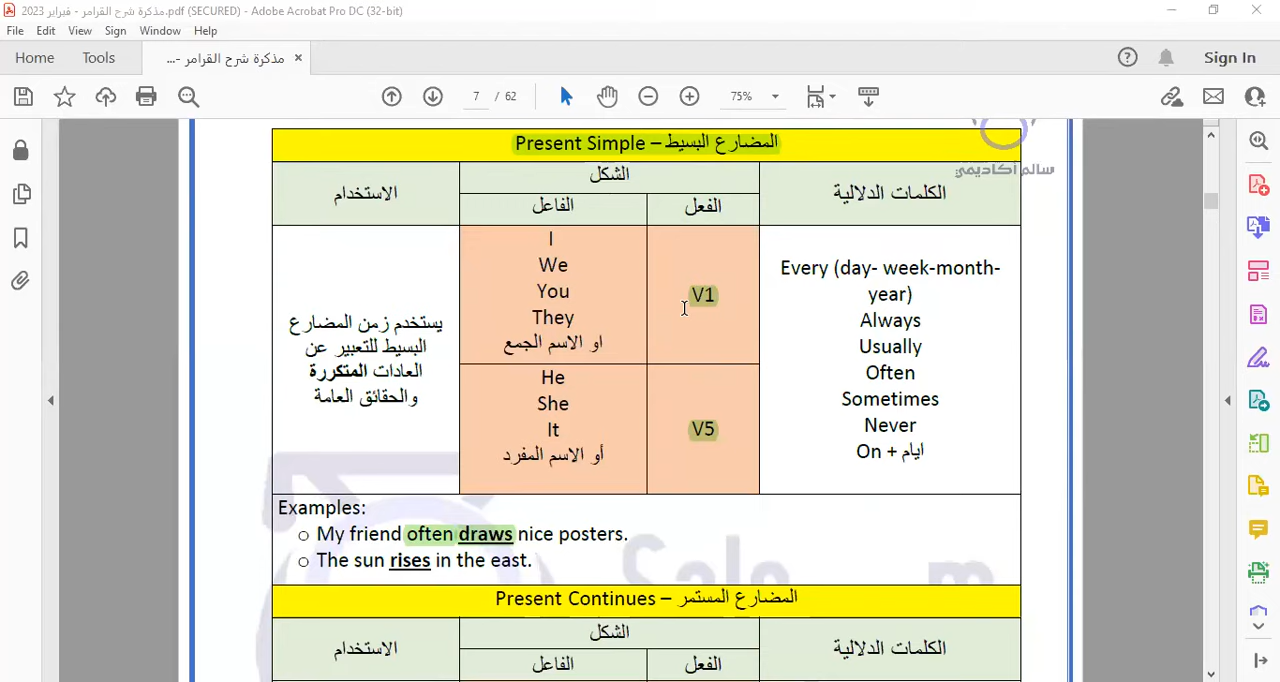 مذكرة شرح القرامر - فبراير 2023.pdf (SECURED) - Adobe Acrobat Pro DC (32-bit)
File Edit View Sign Window Help
Home Tools مذكرة شرح القرامر -... × Sign In
7 / 62 75%
Present Simple – المضارع البسيط
سالم أكاديمي
الاستخدام
الشكل
الكلمات الدلالية
الفاعل
الفعل
يستخدم زمن المضارع
البسيط للتعبير عن
العادات المتكررة
والحقائق العامة
I
We
You
They
او الاسم الجمع
V1
He
She
It
أو الاسم المفرد
V5
Every (day- week-month-
year)
Always
Usually
Often
Sometimes
Never
On + ايام
Examples:
○ My friend often draws nice posters.
○ The sun rises in the east.
Present Continues – المضارع المستمر
الاستخدام
الشكل
الكلمات الدلالية
الفاعل
الفعل